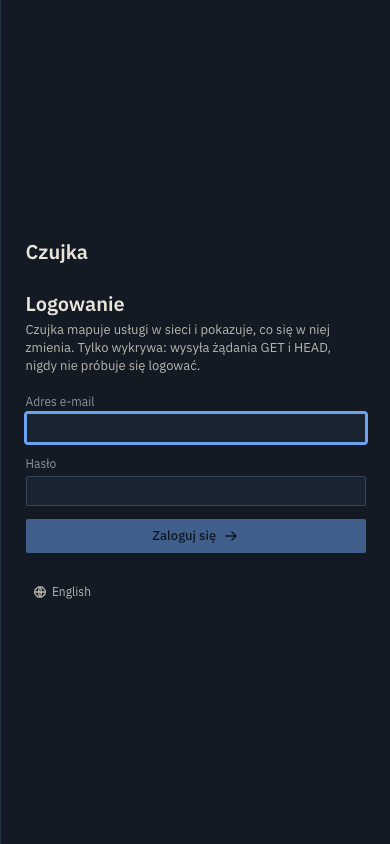 Czujka
Logowanie
Czujka mapuje usługi w sieci i pokazuje, co się w niej
zmienia. Tylko wykrywa: wysyła żądania GET i HEAD,
nigdy nie próbuje się logować.
Adres e-mail
Hasło
Zaloguj się
English